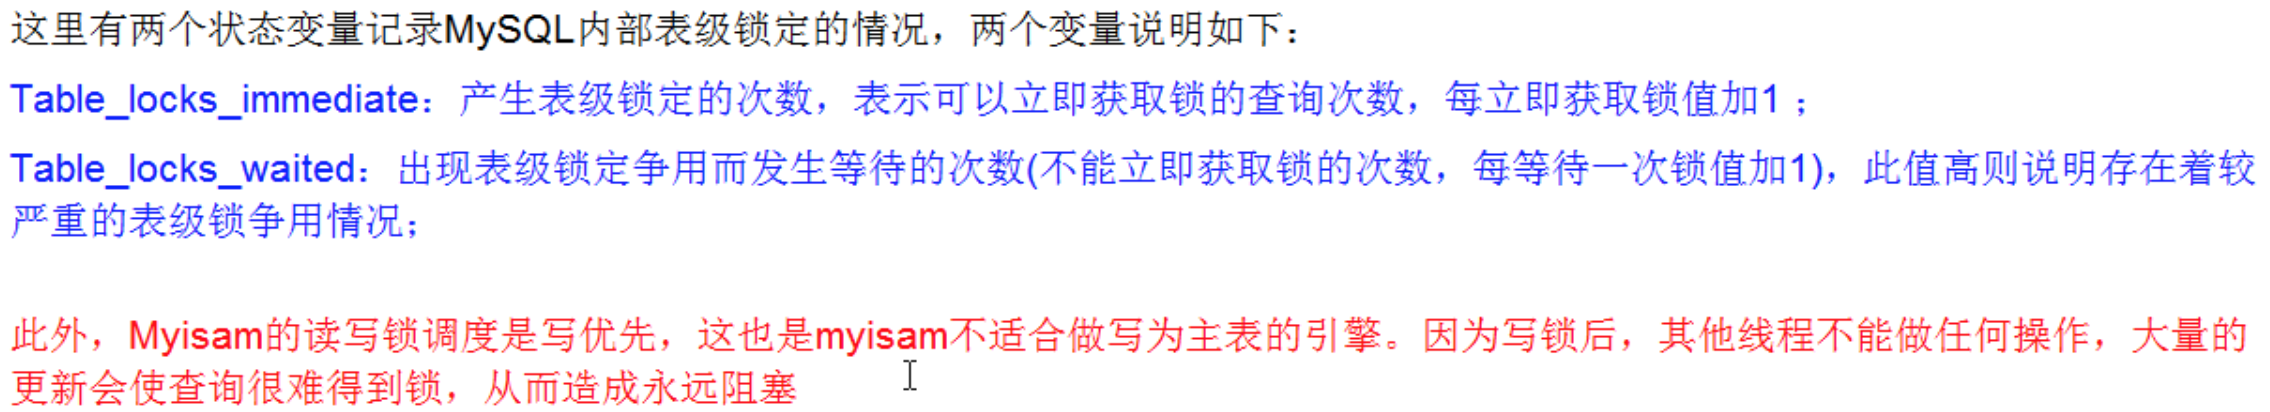 这里有两个状态变量记录MySQL内部表级锁定的情况，两个变量说明如下：
Table_locks_immediate：产生表级锁定的次数，表示可以立即获取锁的查询次数，每立即获取锁值加1 ；
Table_locks_waited：出现表级锁定争用而发生等待的次数(不能立即获取锁的次数，每等待一次锁值加1)，此值高则说明存在着较
严重的表级锁争用情况；
此外，Myisam的读写锁调度是写优先，这也是myisam不适合做写为主表的引擎。因为写锁后，其他线程不能做任何操作，大量的
更新会使查询很难得到锁，从而造成永远阻塞